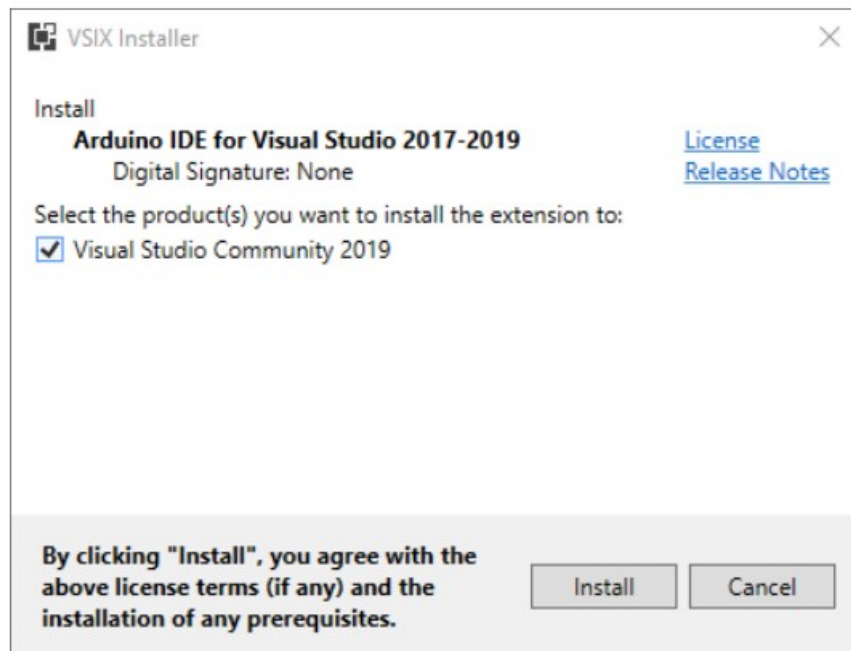 VSIX Installer
Install
Arduino IDE for Visual Studio 2017-2019
License
Digital Signature: None
Release Notes
Select the product(s) you want to install the extension to:
Visual Studio Community 2019
By clicking "Install", you agree with the
above license terms (if any) and the
installation of any prerequisites.
Install
Cancel